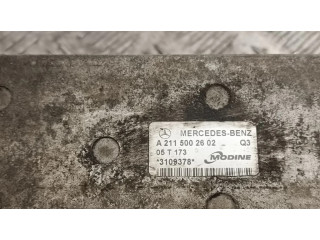 MERCEDES-BENZ
A 211 500 26 02 Q3
05 T 173
*3109378* MODINE